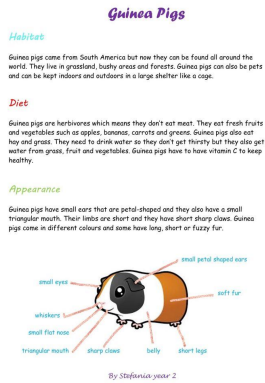 Guinea Pigs
Habitat
Guinea pigs came from South America but now they can be found all around the
world. They live in grassland, bushy areas and forests. Guinea pigs can also be pets
and can be kept indoors and outdoors in a large shelter like a cage.
Diet
Guinea pigs are herbivores which means they don't eat meat. They eat fresh fruits
and vegetables such as apples, bananas, carrots and greens. Guinea pigs also eat
hay and grass. They need to drink water so they don't get thirsty but they also get
water from grass, fruit and vegetables. Guinea pigs have to have vitamin C to keep
healthy.
Appearance
Guinea pigs have small ears that are petal-shaped and they also have a small
triangular mouth. Their limbs are short and they have short sharp claws. Guinea
pigs come in different colours and some have long, short or fuzzy fur.
small petal shaped ears
small eyes
soft fur
whiskers
small flat nose
triangular mouth
sharp claws
belly
short legs
By Stefania year 2